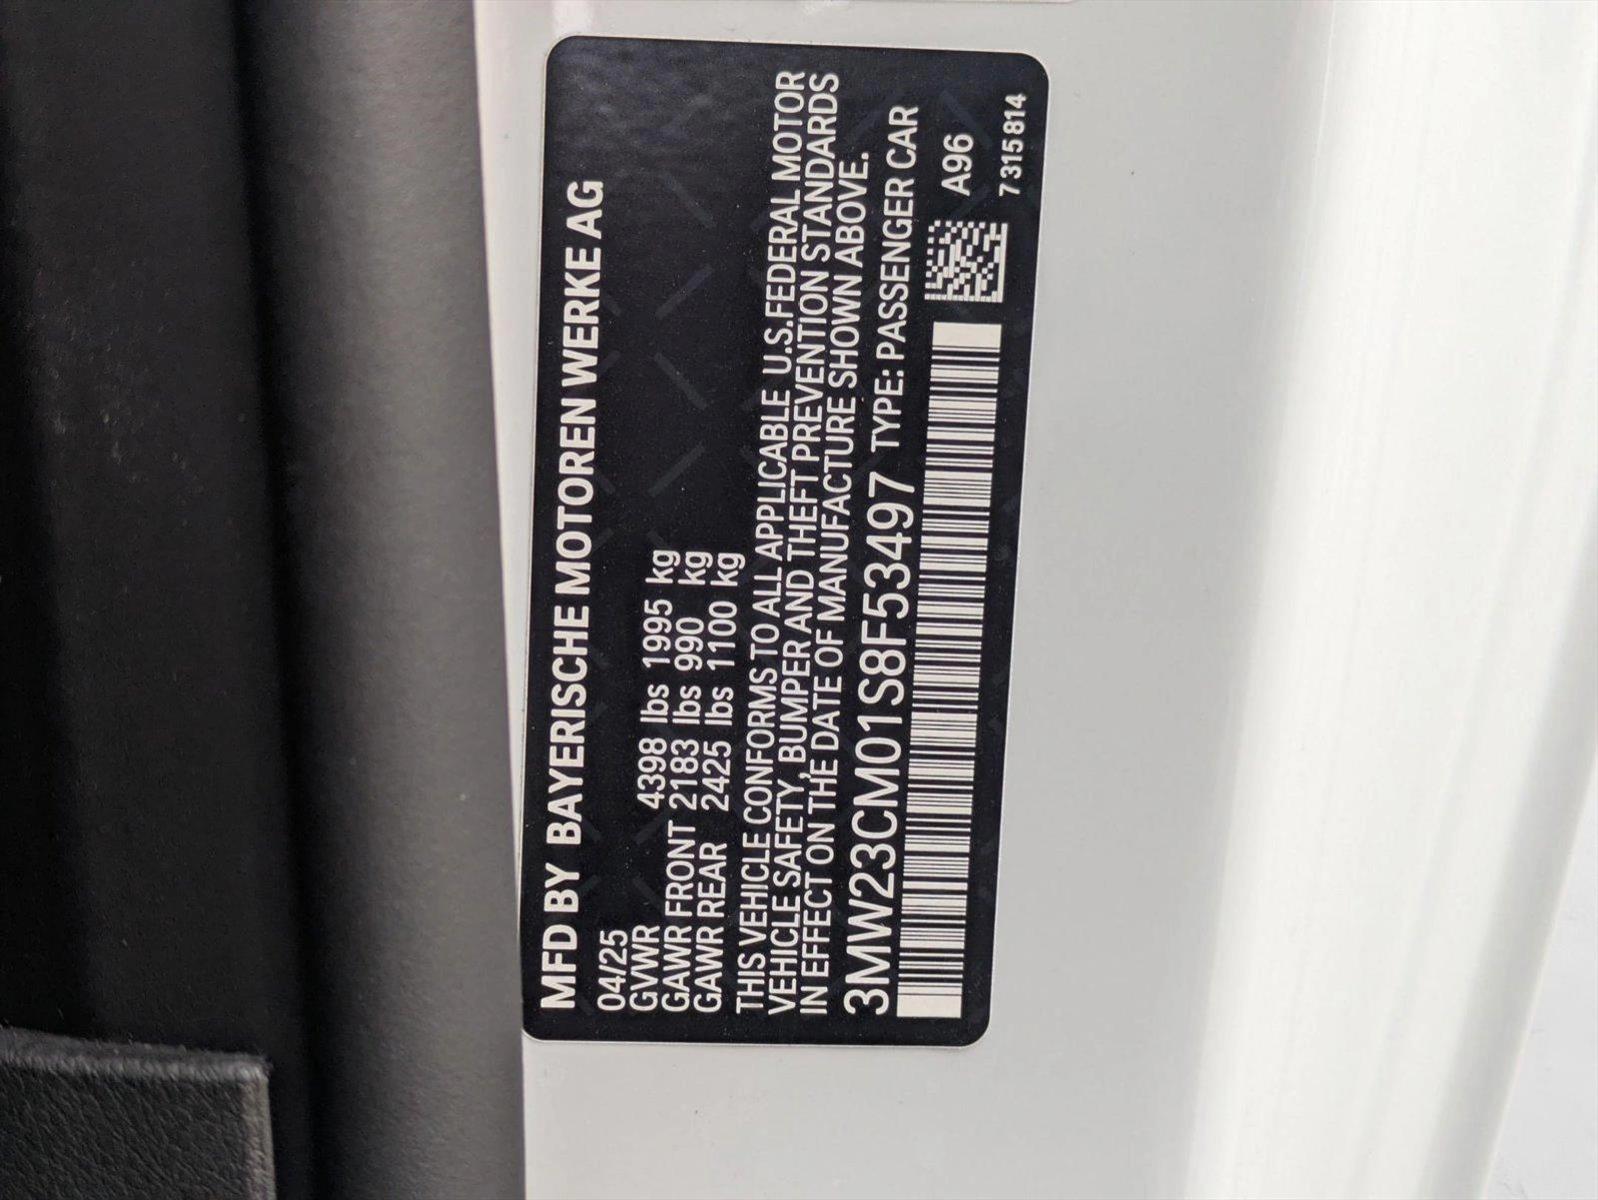 MFD BY BAYERISCHE MOTOREN WERKE AG
04/25
GVWR 4398 lbs 1995 kg
GAWR FRONT 2183 lbs 990 kg
GAWR REAR 2425 lbs 1100 kg
THIS VEHICLE CONFORMS TO ALL APPLICABLE U.S.FEDERAL MOTOR
VEHICLE SAFETY, BUMPER AND THEFT PREVENTION STANDARDS
IN EFFECT ON THE DATE OF MANUFACTURE SHOWN ABOVE.
3MW23CM01S8F53497 TYPE: PASSENGER CAR
A96
7315814